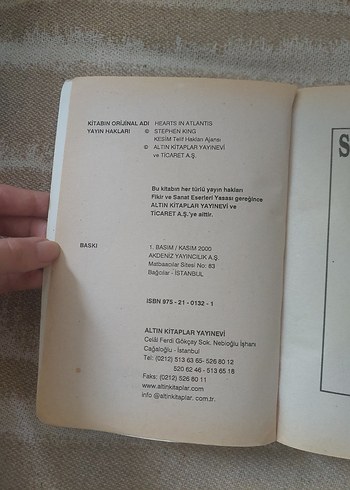 KİTABIN ORİJİNAL ADI HEARTS IN ATLANTIS
YAYIN HAKLARI © STEPHEN KING
KESİM Telif Hakları Ajansı
© ALTIN KİTAPLAR YAYINEVİ
ve TİCARET A.Ş.
Bu kitabın her türlü yayın hakları
Fikir ve Sanat Eserleri Yasası gereğince
ALTIN KİTAPLAR YAYINEVİ ve
TİCARET A.Ş.'ye aittir.
BASKI 1. BASIM / KASIM 2000
AKDENİZ YAYINCILIK A.Ş.
Matbaacılar Sitesi No: 83
Bağcılar - İSTANBUL
ISBN 975 - 21 - 0132 - 1
ALTIN KİTAPLAR YAYINEVİ
Celâl Ferdi Gökçay Sok. Nebioğlu İşhanı
Cağaloğlu - İstanbul
Tel: (0212) 513 63 65- 526 80 12
520 62 46 - 513 65 18
Faks: (0212) 526 80 11
www.altinkitaplar.com
info @altinkitaplar. com.tr.
S